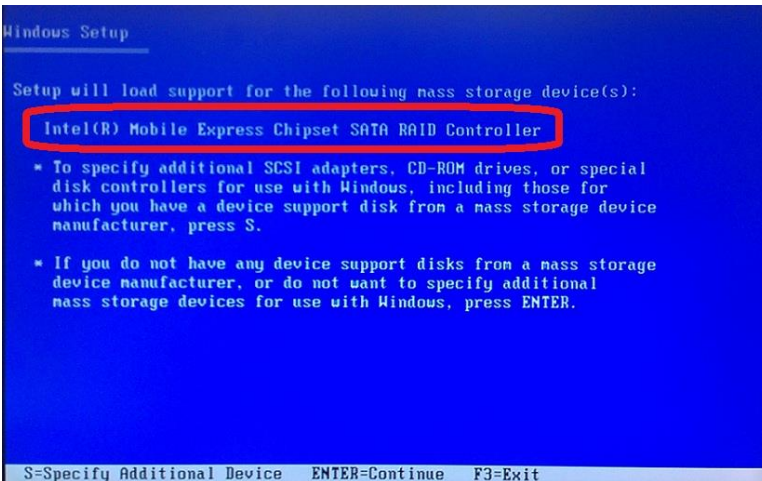 Windows Setup
Setup will load support for the following mass storage device(s):
Intel(R) Mobile Express Chipset SATA RAID Controller
* To specify additional SCSI adapters, CD-ROM drives, or special
disk controllers for use with Windows, including those for
which you have a device support disk from a mass storage device
manufacturer, press S.
* If you do not have any device support disks from a mass storage
device manufacturer, or do not want to specify additional
mass storage devices for use with Windows, press ENTER.
S=Specify Additional Device ENTER=Continue F3=Exit